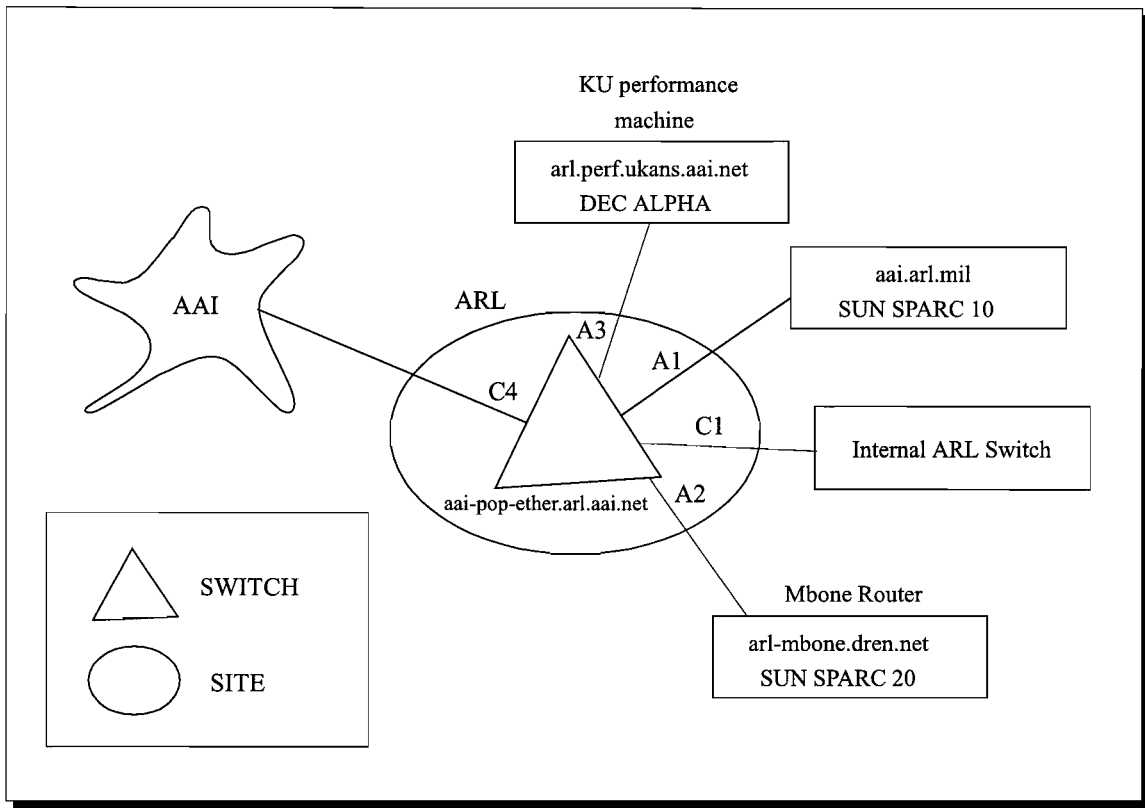 KU performance
machine
arl.perf.ukans.aai.net
DEC ALPHA
aai.arl.mil
SUN SPARC 10
AAI
ARL
A3
A1
C4
C1
Internal ARL Switch
A2
aai-pop-ether.arl.aai.net
SWITCH
SITE
Mbone Router
arl-mbone.dren.net
SUN SPARC 20